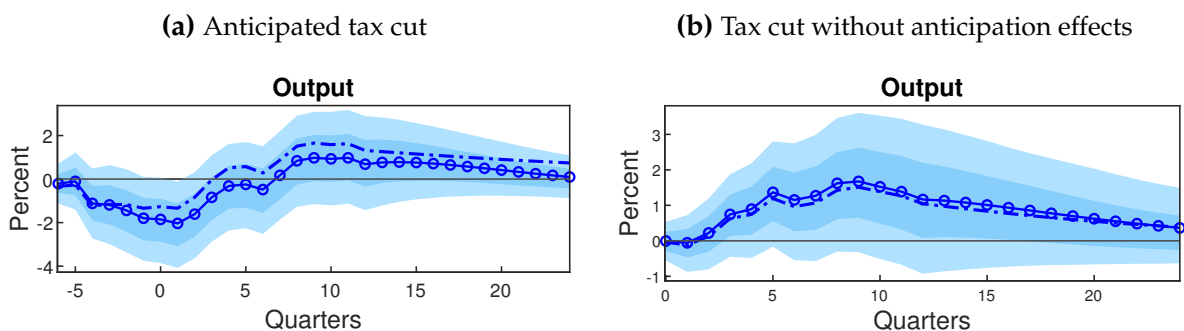 (a) Anticipated tax cut
Output
Percent
2
0
-2
-4
-5
0
5
10
15
20
Quarters
(b) Tax cut without anticipation effects
Output
Percent
3
2
1
0
-1
0
5
10
15
20
Quarters